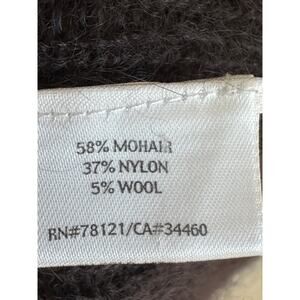 58% MOHAIR
37% NYLON
5% WOOL
RN#78121/CA#34460